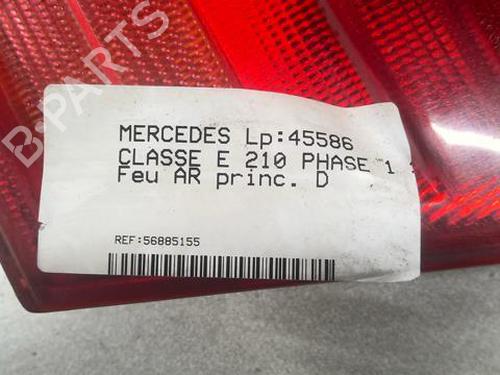 B-PARTS
MERCEDES Lp:45586
CLASSE E 210 PHASE 1
Feu AR princ. D
REF:56885155